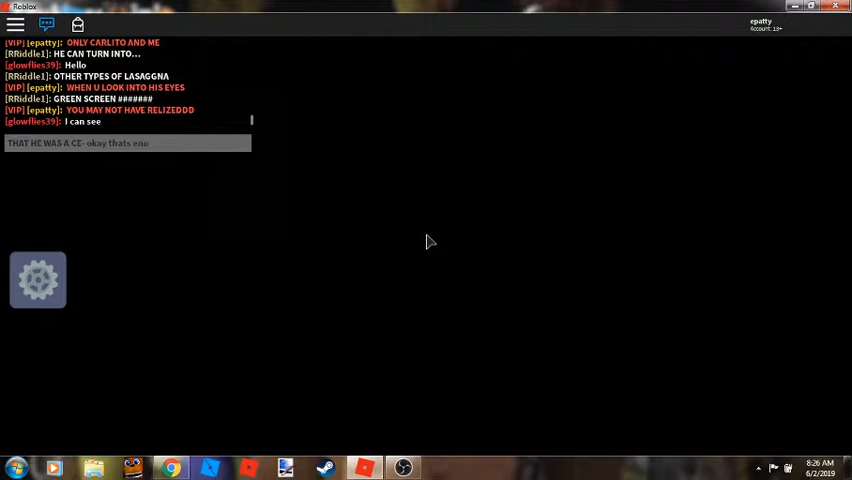 Roblox
epatty
Account: 13+
[VIP] [epatty]: ONLY CARLITO AND ME
[RRiddle1]: HE CAN TURN INTO...
[glowflies39]: Hello
[RRiddle1]: OTHER TYPES OF LASAGGNA
[VIP] [epatty]: WHEN U LOOK INTO HIS EYES
[RRiddle1]: GREEN SCREEN #######
[VIP] [epatty]: YOU MAY NOT HAVE RELIZEDDD
[glowflies39]: I can see
THAT HE WAS A CE- okay thats eno
8:26 AM
6/2/2019